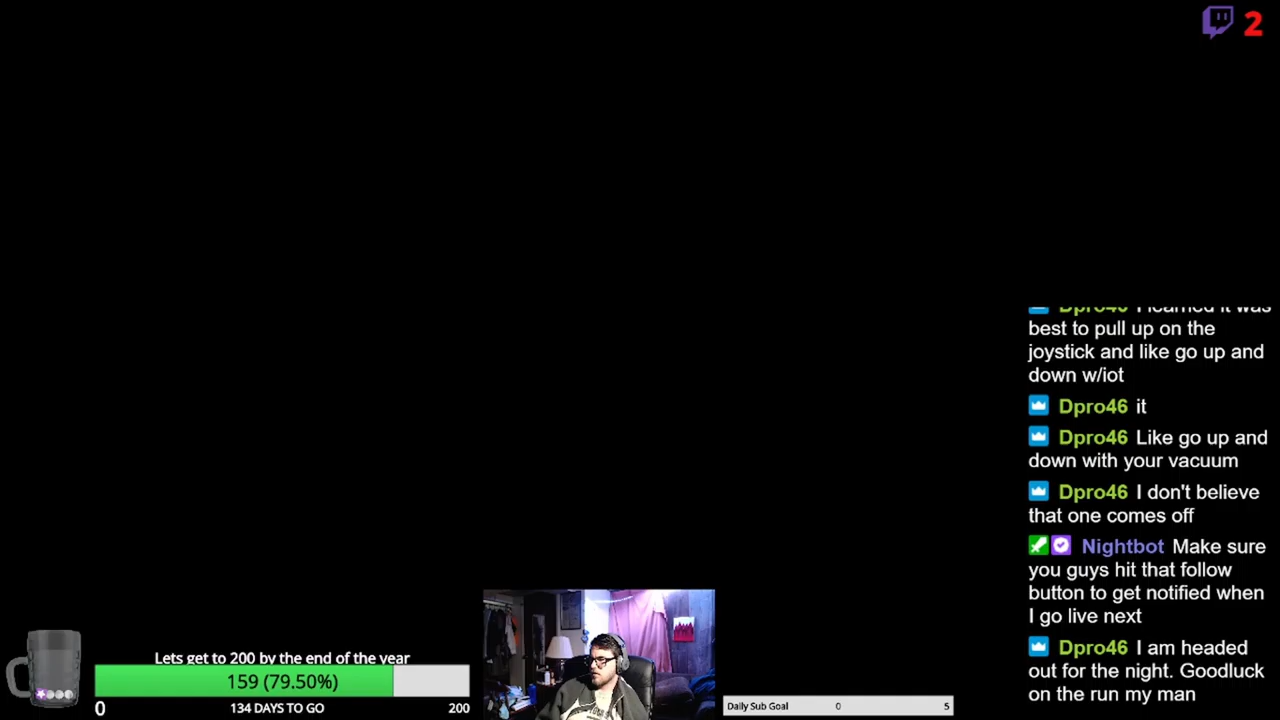 2
Dpro46 I learned it was
best to pull up on the
joystick and like go up and
down w/iot
Dpro46 it
Dpro46 Like go up and
down with your vacuum
Dpro46 I don't believe
that one comes off
Nightbot Make sure
you guys hit that follow
button to get notified when
I go live next
Dpro46 I am headed
out for the night. Goodluck
on the run my man
Lets get to 200 by the end of the year
159 (79.50%)
0 134 DAYS TO GO 200
Daily Sub Goal 0 5